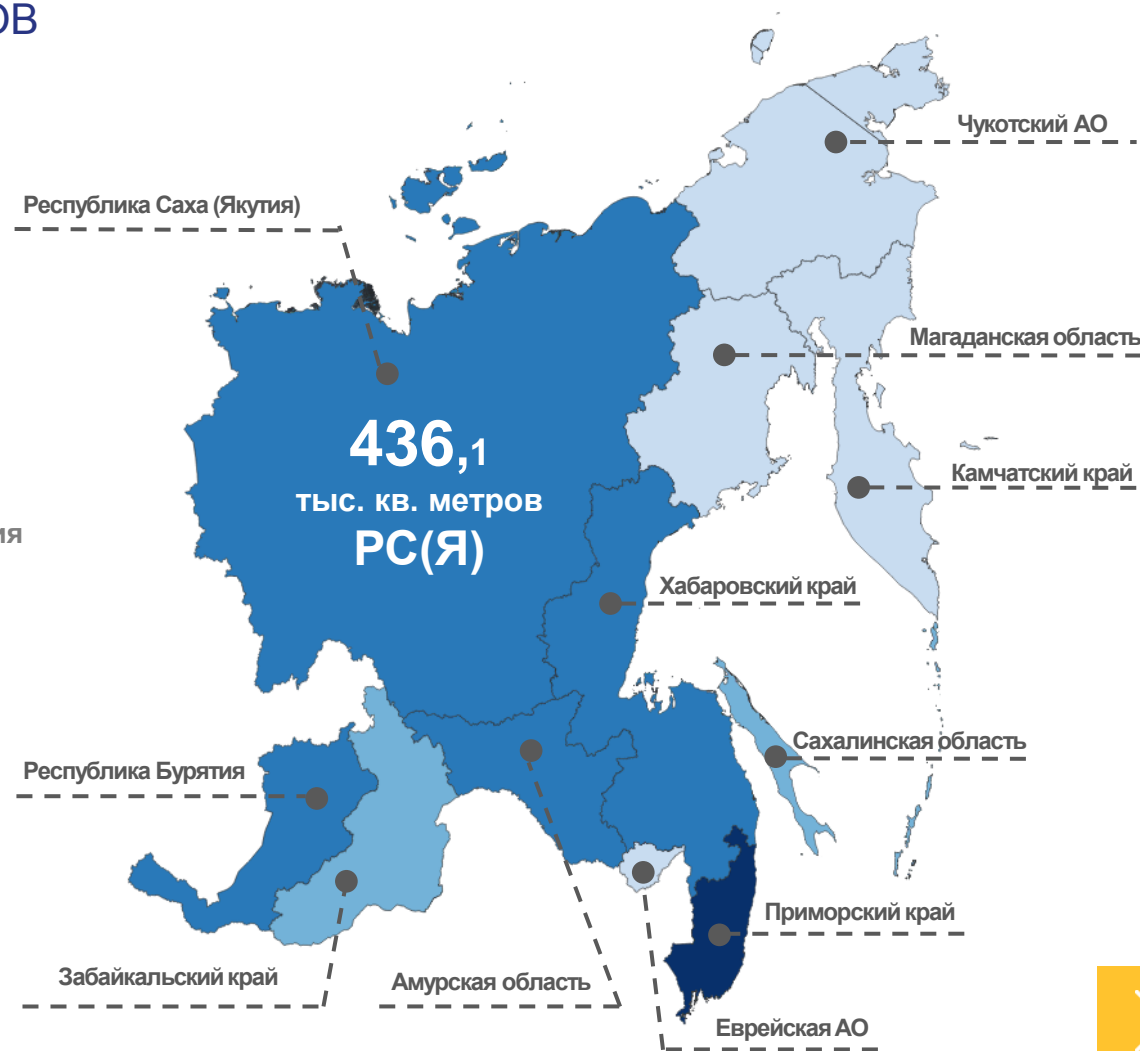 ОВ
Чукотский АО
Республика Саха (Якутия)
Магаданская область
436,1
тыс. кв. метров
РС(Я)
Камчатский край
ия
Хабаровский край
Сахалинская область
Республика Бурятия
Приморский край
Забайкальский край
Амурская область
Еврейская АО